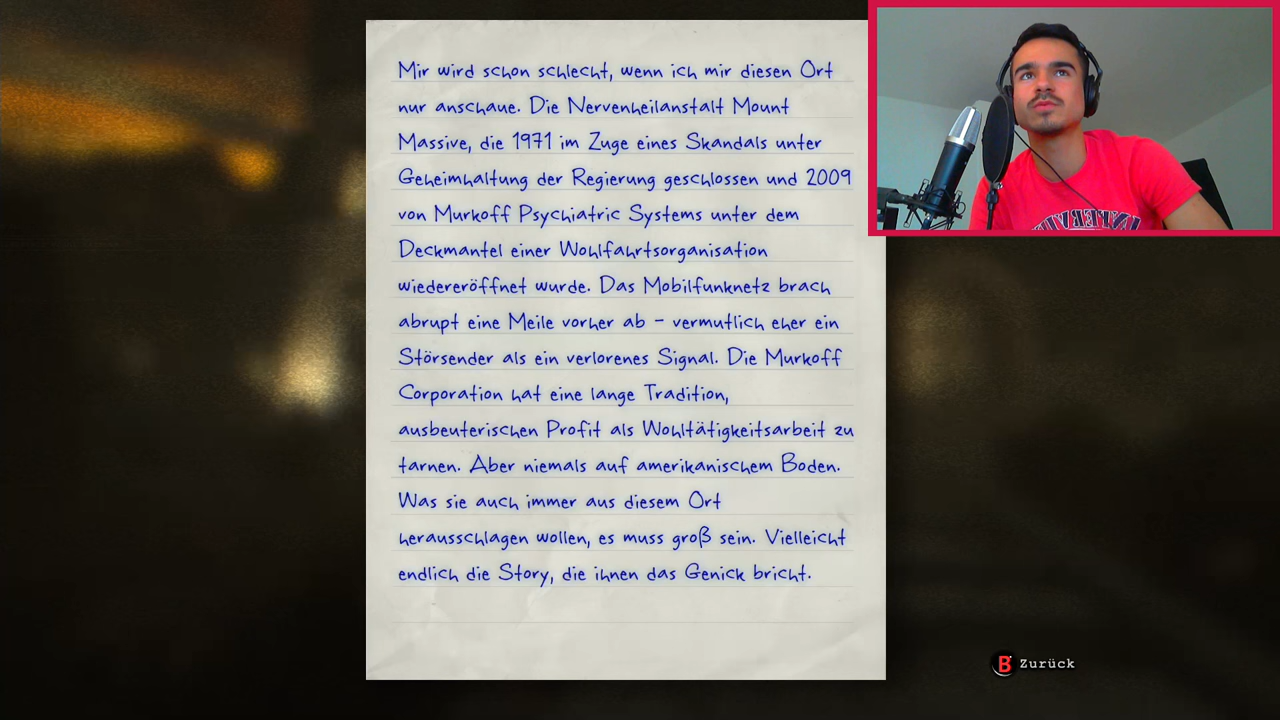 Mir wird schon schlecht, wenn ich mir diesen Ort
nur anschaue. Die Nervenheilanstalt Mount
Massive, die 1971 im Zuge eines Skandals unter
Geheimhaltung der Regierung geschlossen und 2009
von Murkoff Psychiatric Systems unter dem
Deckmantel einer Wohlfahrtsorganisation
wiedereröffnet wurde. Das Mobilfunknetz brach
abrupt eine Meile vorher ab - vermutlich eher ein
Störsender als ein verlorenes Signal. Die Murkoff
Corporation hat eine lange Tradition,
ausbeuterischen Profit als Wohltätigkeitsarbeit zu
tarnen. Aber niemals auf amerikanischem Boden.
Was sie auch immer aus diesem Ort
herausschlagen wollen, es muss groß sein. Vielleicht
endlich die Story, die ihnen das Genick bricht.
B Zurück